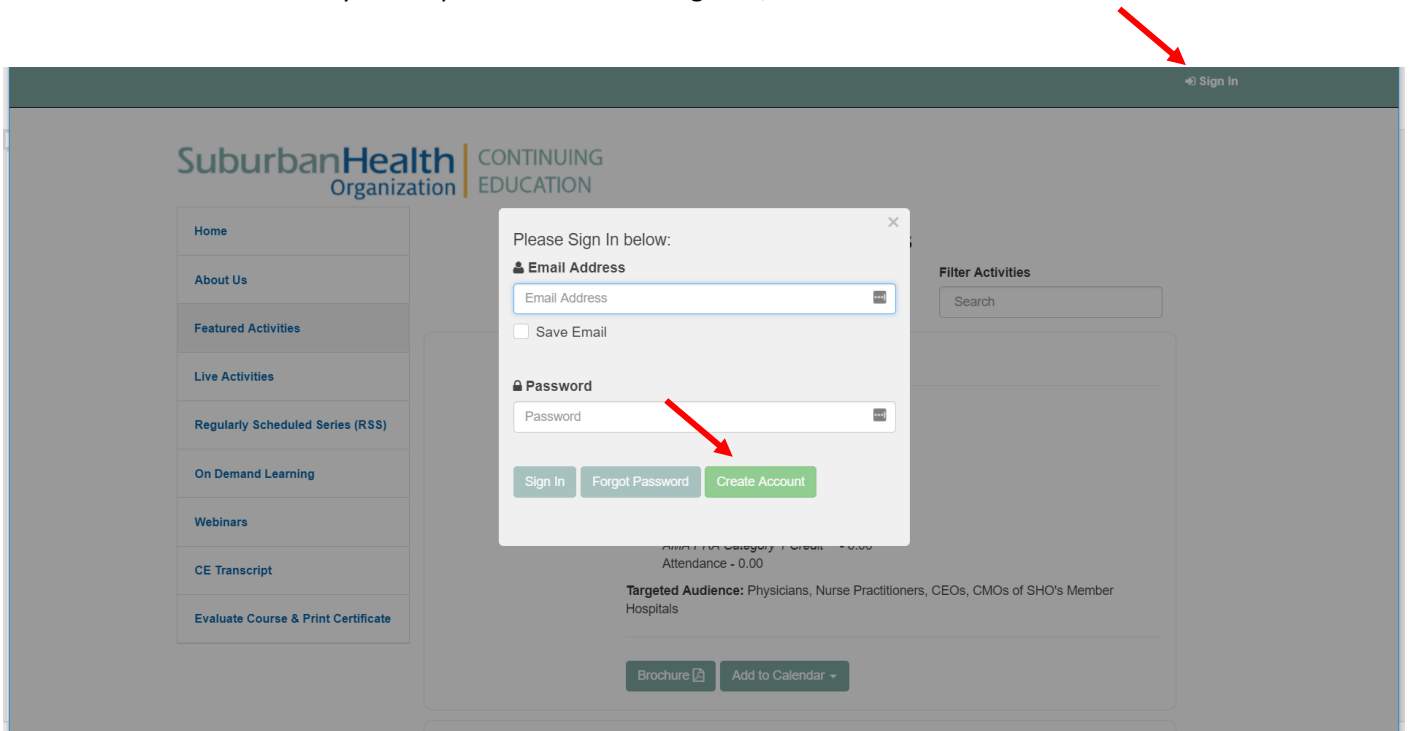 Sign In
SuburbanHealth
Organization
CONTINUING
EDUCATION
Home
About Us
Featured Activities
Live Activities
Regularly Scheduled Series (RSS)
On Demand Learning
Webinars
CE Transcript
Evaluate Course & Print Certificate
×
Please Sign In below:
Email Address
Email Address
Save Email
Password
Password
Sign In Forgot Password Create Account
Filter Activities
Search
Attendance - 0.00
Targeted Audience: Physicians, Nurse Practitioners, CEOs, CMOs of SHO's Member
Hospitals
Brochure Add to Calendar